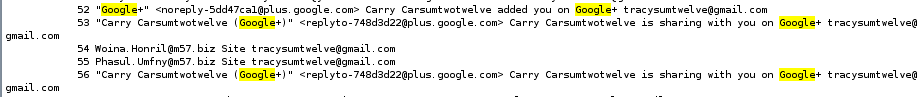 52 "Google+" <noreply-5dd47ca1@plus.google.com> Carry Carsumtwotwelve added you on Google+ tracysumtwelve@gmail.com
53 "Carry Carsumtwotwelve (Google+)" <replyto-748d3d22@plus.google.com> Carry Carsumtwotwelve is sharing with you on Google+ tracysumtwelve@
gmail.com
54 Woina.Honril@m57.biz Site tracysumtwelve@gmail.com
55 Phasul.Umfny@m57.biz Site tracysumtwelve@gmail.com
56 "Carry Carsumtwotwelve (Google+)" <replyto-748d3d22@plus.google.com> Carry Carsumtwotwelve is sharing with you on Google+ tracysumtwelve@
gmail.com